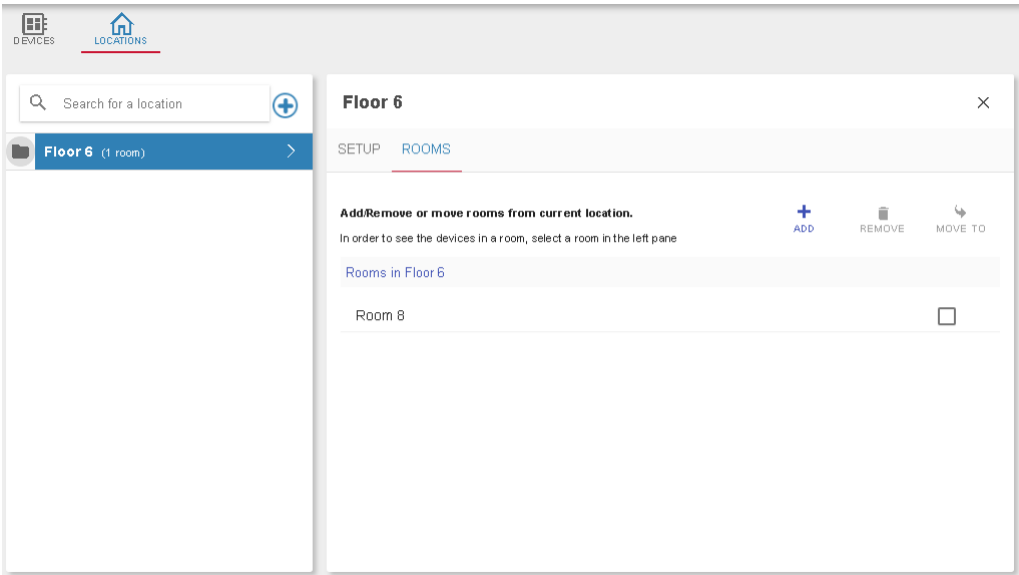 DEVICES
LOCATIONS
Search for a location
Floor 6 (1 room)
Floor 6
SETUP ROOMS
Add/Remove or move rooms from current location.
In order to see the devices in a room, select a room in the left pane
ADD REMOVE MOVE TO
Rooms in Floor 6
Room 8